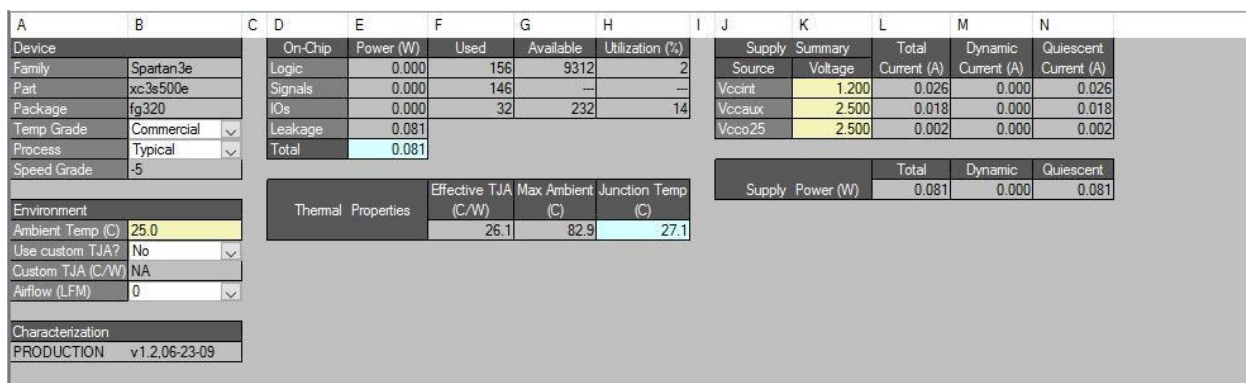 A B C D E F G H I J K L M N
Device On-Chip Power (W) Used Available Utilization (%) Supply Summary Total Dynamic Quiescent
Family Spartan3e Logic 0.000 156 9312 2 Source Voltage Current (A) Current (A) Current (A)
Part xc3s500e Signals 0.000 146 --- --- Vccint 1.200 0.026 0.000 0.026
Package fg320 IOs 0.000 32 232 14 Vccaux 2.500 0.018 0.000 0.018
Temp Grade Commercial Leakage 0.081 Vcco25 2.500 0.002 0.000 0.002
Process Typical Total 0.081
Speed Grade -5 Total Dynamic Quiescent
Effective TJA Max Ambient Junction Temp Supply Power (W) 0.081 0.000 0.081
Environment Thermal Properties (C/W) (C) (C)
Ambient Temp (C) 25.0 26.1 82.9 27.1
Use custom TJA? No
Custom TJA (C/W) NA
Airflow (LFM) 0
Characterization
PRODUCTION v1.2,06-23-09